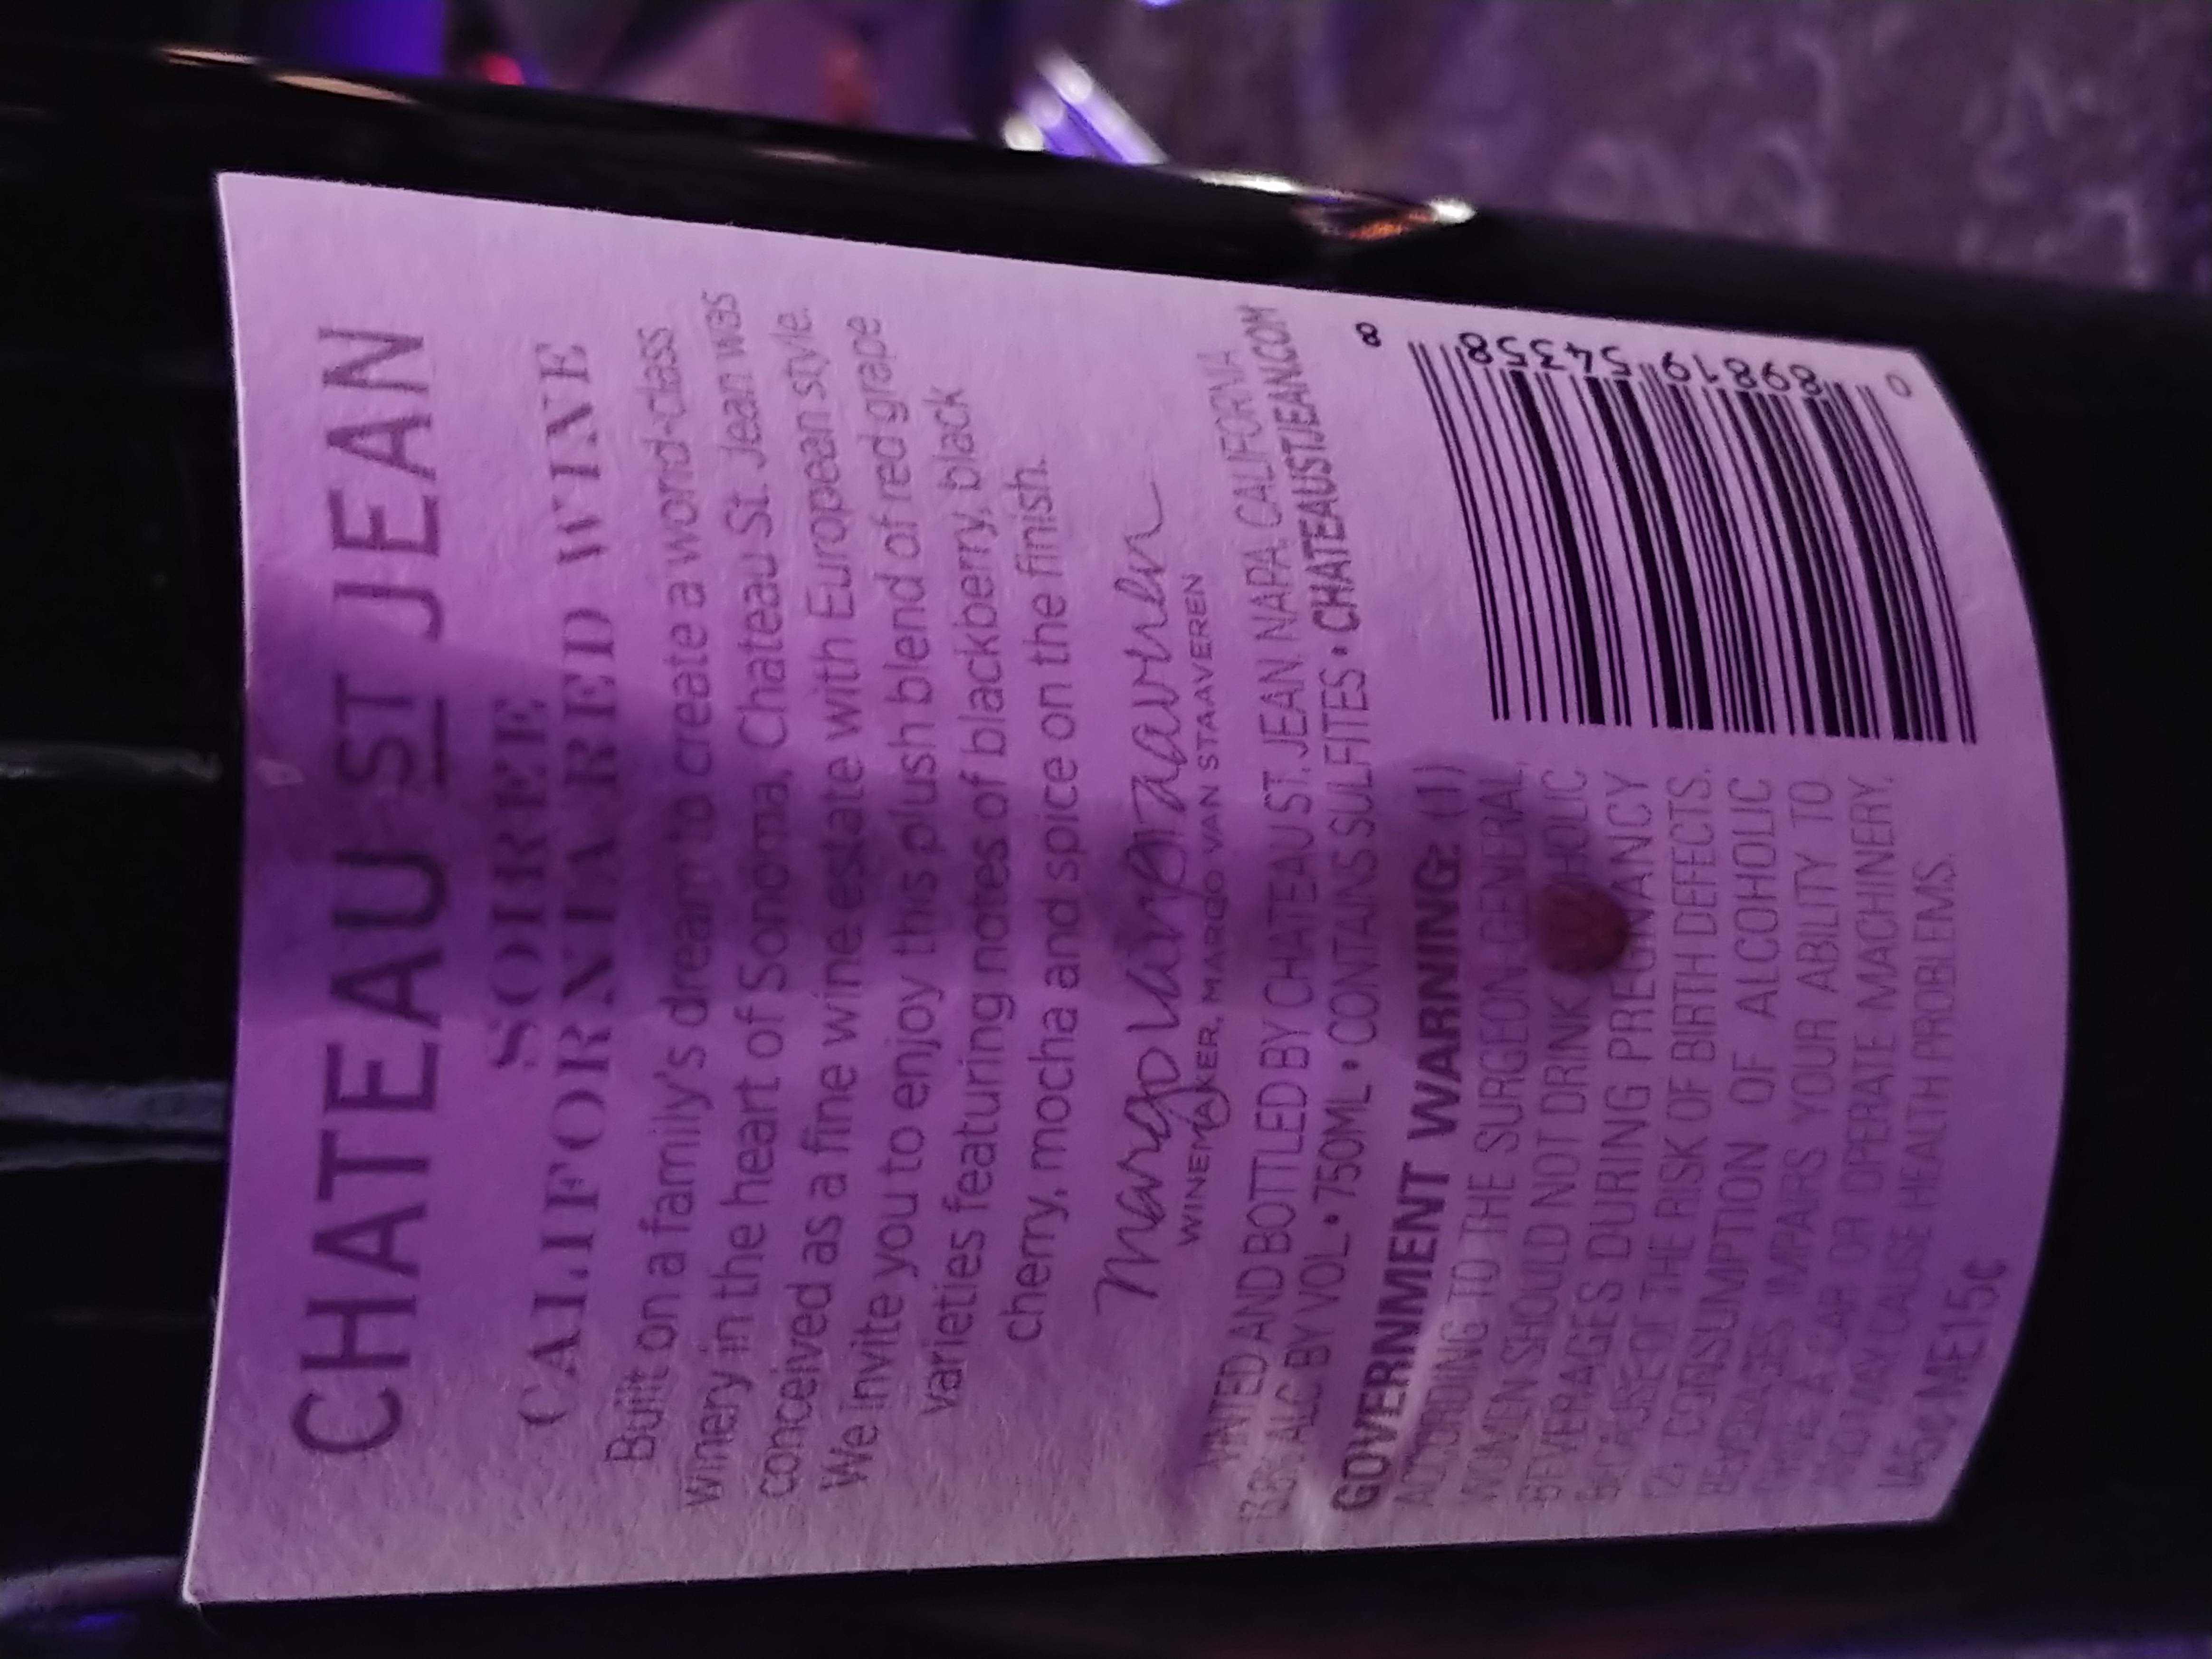 CHATEAU ST JEAN
SOIREE
CALIFORNIA RED WINE
Built on a family's dream to create a world-class
winery in the heart of Sonoma, Chateau St. Jean was
conceived as a fine wine estate with European style.
We invite you to enjoy this plush blend of red grape
varieties featuring notes of blackberry, black
cherry, mocha and spice on the finish.
Margo Van Staaveren
WINEMAKER, MARGO VAN STAAVEREN
VINTED AND BOTTLED BY CHATEAU ST. JEAN, NAPA, CALIFORNIA
ALC BY VOL • 750ML • CONTAINS SULFITES • CHATEAUSTJEAN.COM
GOVERNMENT WARNING: (1)
ACCORDING TO THE SURGEON GENERAL,
WOMEN SHOULD NOT DRINK ALCOHOLIC
BEVERAGES DURING PREGNANCY
BECAUSE OF THE RISK OF BIRTH DEFECTS.
(2) CONSUMPTION OF ALCOHOLIC
BEVERAGES IMPAIRS YOUR ABILITY TO
DRIVE A CAR OR OPERATE MACHINERY,
AND MAY CAUSE HEALTH PROBLEMS.
IA5¢ ME15¢
0 89819 54358 8